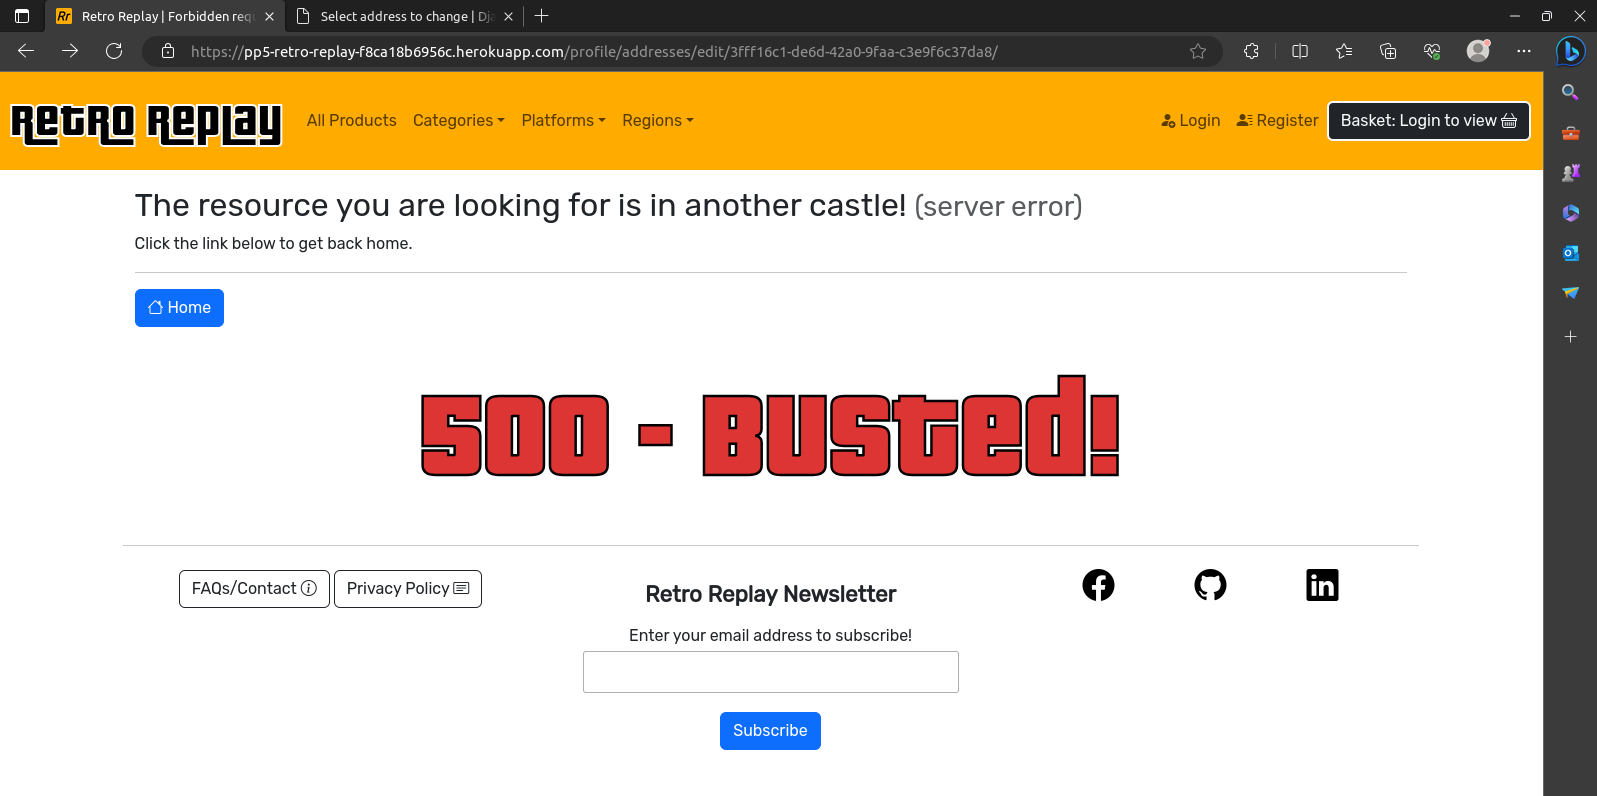 Retro Replay | Forbidden requ
Select address to change | Dja
https://pp5-retro-replay-f8ca18b6956c.herokuapp.com/profile/addresses/edit/3fff16c1-de6d-42a0-9faa-c3e9f6c37da8/
Retro Replay All Products Categories Platforms Regions Login Register Basket: Login to view
The resource you are looking for is in another castle! (server error)
Click the link below to get back home.
Home
500 - Busted!
FAQs/Contact Privacy Policy
Retro Replay Newsletter
Enter your email address to subscribe!
Subscribe